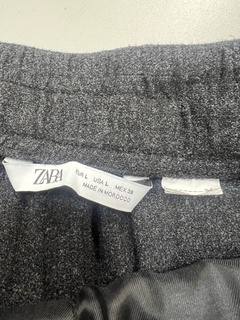 ZARA
EUR L USA L MEX 38
MADE IN MOROCCO